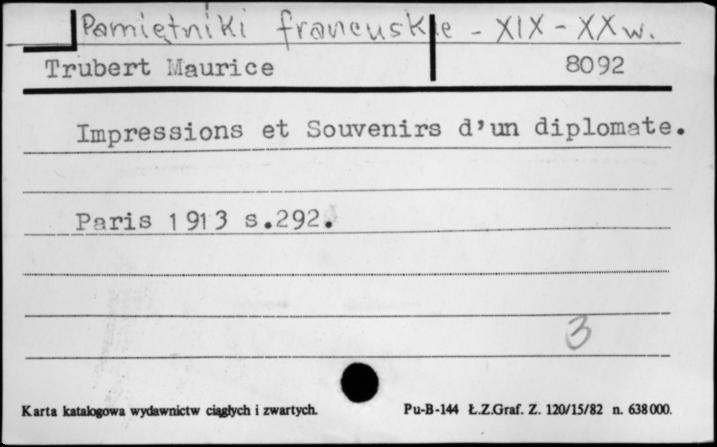 Pamiętniki francuskie - XIX - XX w.
Trubert Maurice 8092
Impressions et Souvenirs d'un diplomate.
Paris 1913 s.292.
3
Karta katalogowa wydawnictw ciągłych i zwartych. Pu-B-144 Ł.Z.Graf. Z. 120/15/82 n. 638000.